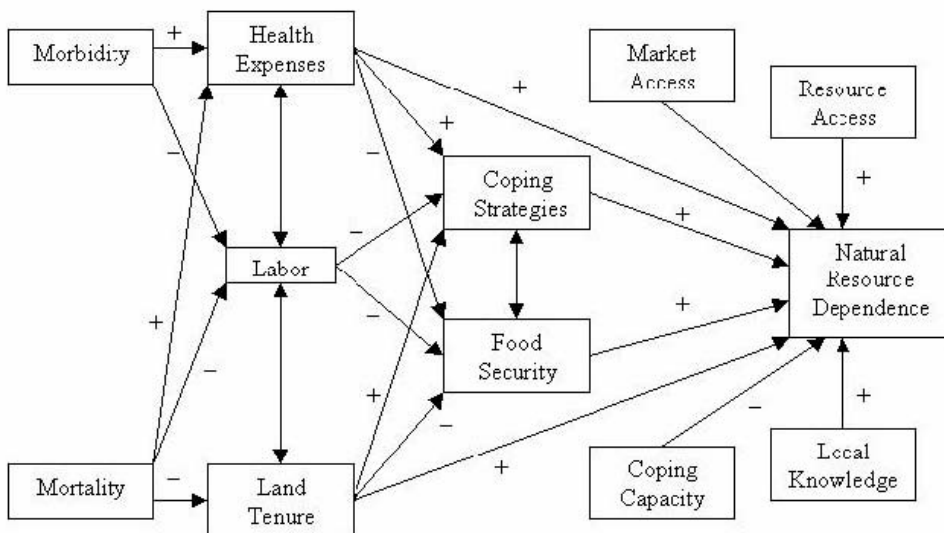 Morbidity
+
Health
Expenses
Market
Access
Resource
Access
+
+
+
−
−
−
Coping
Strategies
+
Natural
Resource
Dependence
Labor
−
+
+
−
−
Food
Security
+
−
−
+
+
Mortality
−
Land
Tenure
Coping
Capacity
Local
Knowledge